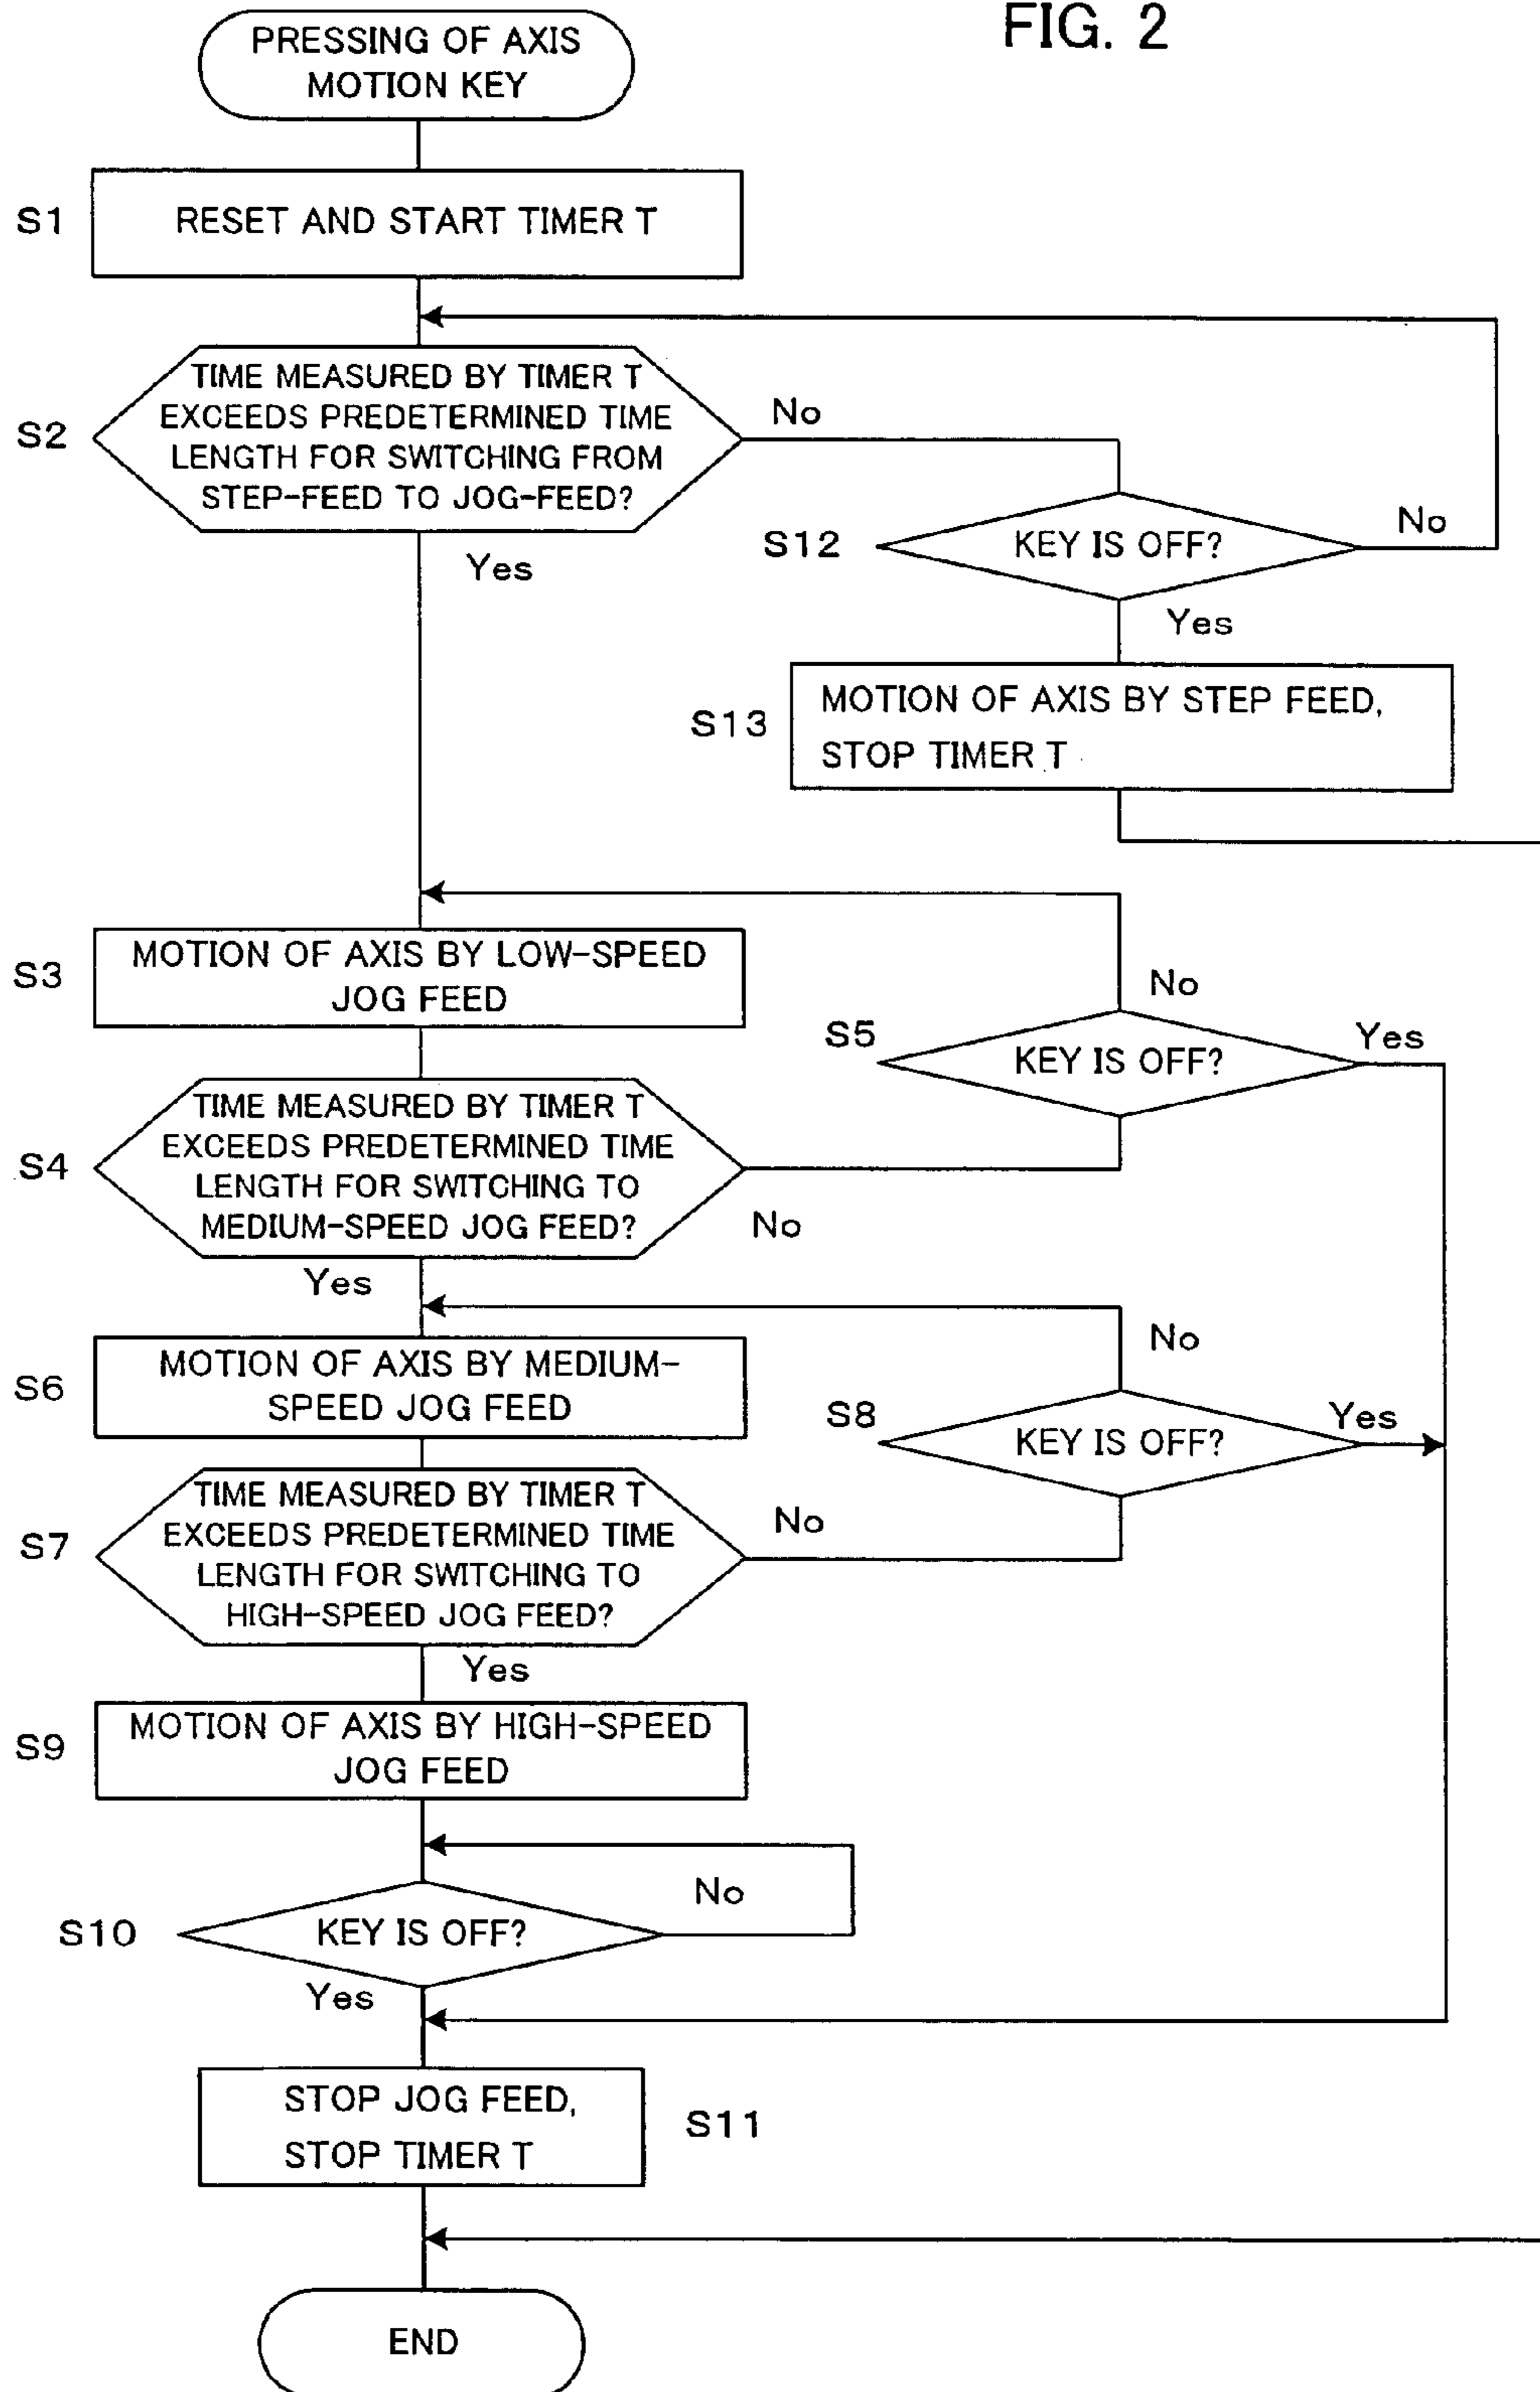 FIG. 2
PRESSING OF AXIS
MOTION KEY
S1
RESET AND START TIMER T
S2
TIME MEASURED BY TIMER T
EXCEEDS PREDETERMINED TIME
LENGTH FOR SWITCHING FROM
STEP-FEED TO JOG-FEED?
No
Yes
S12
KEY IS OFF?
No
Yes
S13
MOTION OF AXIS BY STEP FEED,
STOP TIMER T
S3
MOTION OF AXIS BY LOW-SPEED
JOG FEED
No
S5
KEY IS OFF?
Yes
S4
TIME MEASURED BY TIMER T
EXCEEDS PREDETERMINED TIME
LENGTH FOR SWITCHING TO
MEDIUM-SPEED JOG FEED?
No
Yes
S6
MOTION OF AXIS BY MEDIUM-
SPEED JOG FEED
No
S8
KEY IS OFF?
Yes
S7
TIME MEASURED BY TIMER T
EXCEEDS PREDETERMINED TIME
LENGTH FOR SWITCHING TO
HIGH-SPEED JOG FEED?
No
Yes
S9
MOTION OF AXIS BY HIGH-SPEED
JOG FEED
S10
KEY IS OFF?
No
Yes
STOP JOG FEED,
STOP TIMER T
S11
END